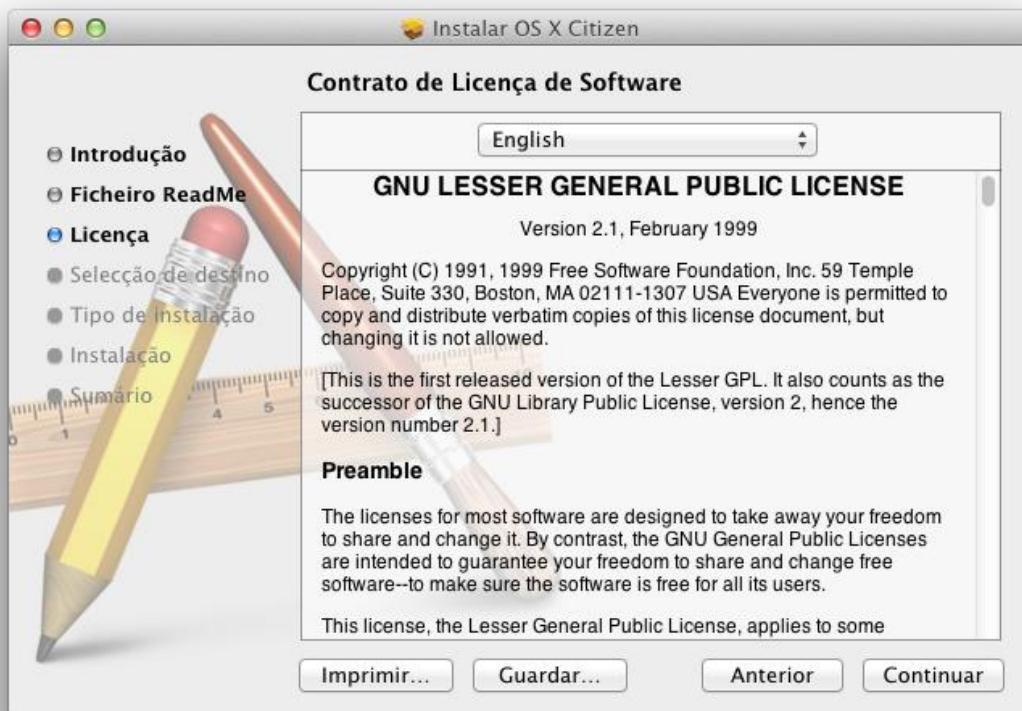 Instalar OS X Citizen
Contrato de Licença de Software
Introdução
Ficheiro ReadMe
Licença
Selecção de destino
Tipo de instalação
Instalação
Sumário
English
GNU LESSER GENERAL PUBLIC LICENSE
Version 2.1, February 1999
Copyright (C) 1991, 1999 Free Software Foundation, Inc. 59 Temple
Place, Suite 330, Boston, MA 02111-1307 USA Everyone is permitted to
copy and distribute verbatim copies of this license document, but
changing it is not allowed.
[This is the first released version of the Lesser GPL. It also counts as the
successor of the GNU Library Public License, version 2, hence the
version number 2.1.]
Preamble
The licenses for most software are designed to take away your freedom
to share and change it. By contrast, the GNU General Public Licenses
are intended to guarantee your freedom to share and change free
software--to make sure the software is free for all its users.
This license, the Lesser General Public License, applies to some
Imprimir...
Guardar...
Anterior
Continuar